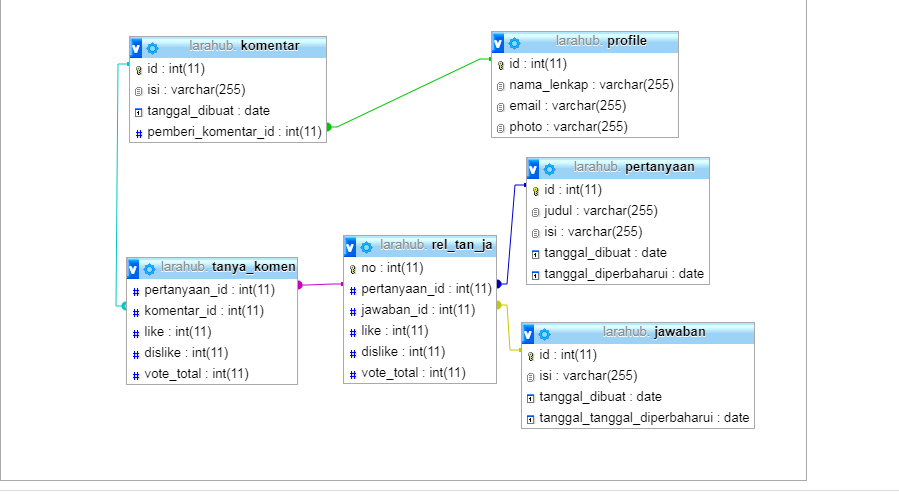 larahub. komentar
id : int(11)
isi : varchar(255)
tanggal_dibuat : date
pemberi_komentar_id : int(11)
larahub. profile
id : int(11)
nama_lenkap : varchar(255)
email : varchar(255)
photo : varchar(255)
larahub. pertanyaan
id : int(11)
judul : varchar(255)
isi : varchar(255)
tanggal_dibuat : date
tanggal_diperbaharui : date
larahub. tanya_komen
pertanyaan_id : int(11)
komentar_id : int(11)
like : int(11)
dislike : int(11)
vote_total : int(11)
larahub. rel_tan_ja
no : int(11)
pertanyaan_id : int(11)
jawaban_id : int(11)
like : int(11)
dislike : int(11)
vote_total : int(11)
larahub. jawaban
id : int(11)
isi : varchar(255)
tanggal_dibuat : date
tanggal_tanggal_diperbaharui : date